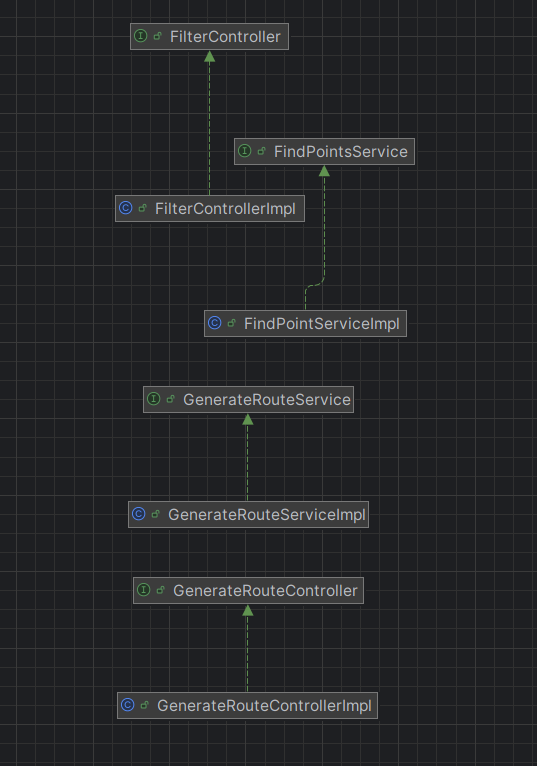 FilterController
FindPointsService
FilterControllerImpl
FindPointServiceImpl
GenerateRouteService
GenerateRouteServiceImpl
GenerateRouteController
GenerateRouteControllerImpl